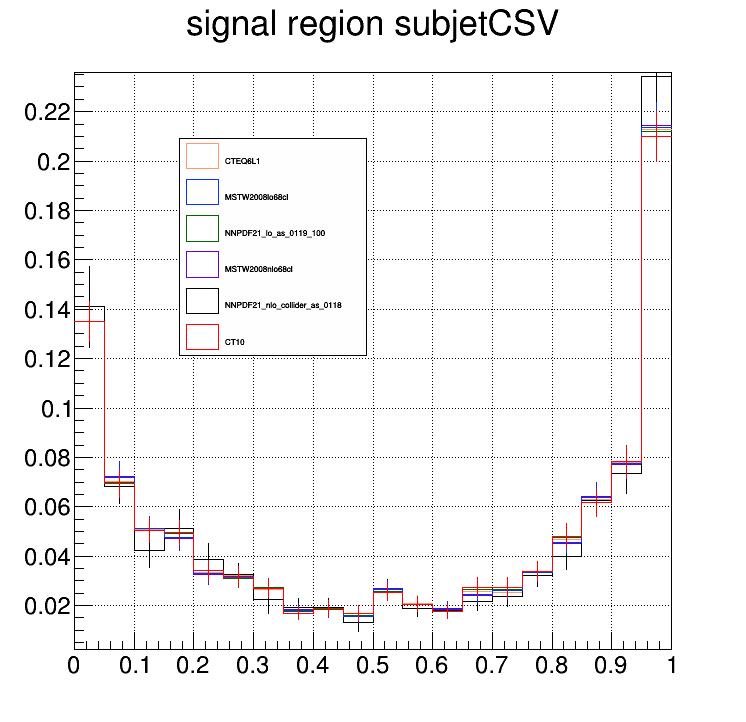 signal region subjetCSV
0.22
0.2
0.18
0.16
0.14
0.12
0.1
0.08
0.06
0.04
0.02
CTEQ6L1
MSTW2008lo68cl
NNPDF21_lo_as_0119_100
MSTW2008nlo68cl
NNPDF21_nlo_collider_as_0118
CT10
0 0.1 0.2 0.3 0.4 0.5 0.6 0.7 0.8 0.9 1